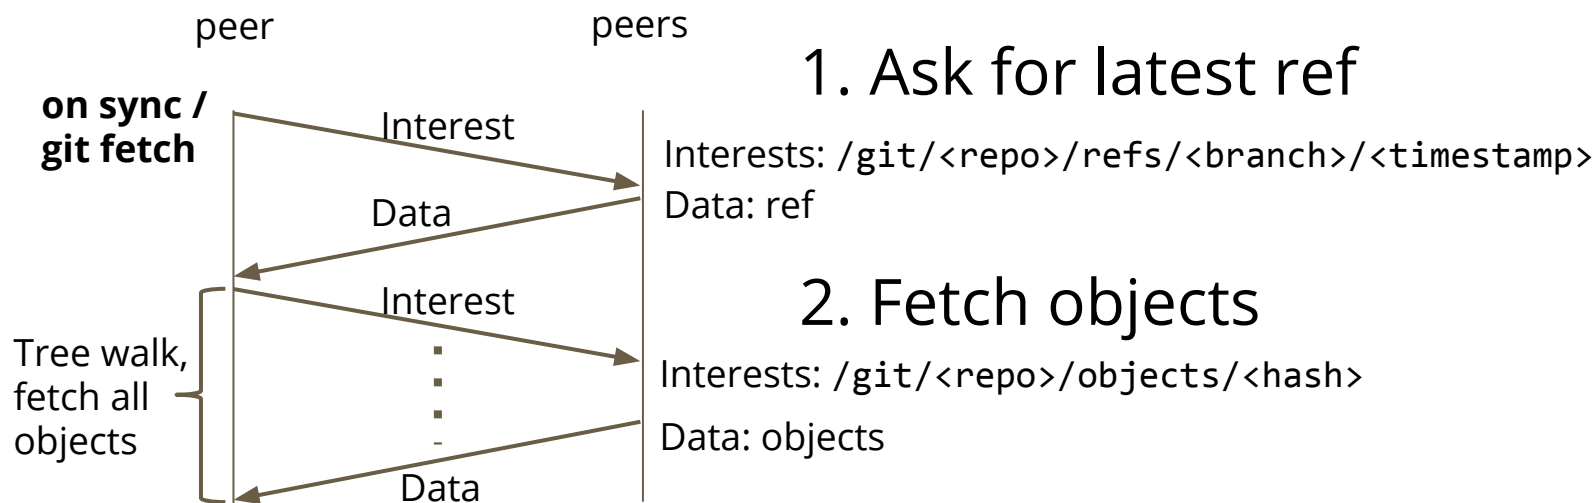 peer
peers
1. Ask for latest ref
on sync /
git fetch
Interest
Interests: /git/<repo>/refs/<branch>/<timestamp>
Data
Data: ref
Interest
2. Fetch objects
Tree walk,
fetch all
objects
Interests: /git/<repo>/objects/<hash>
Data: objects
Data